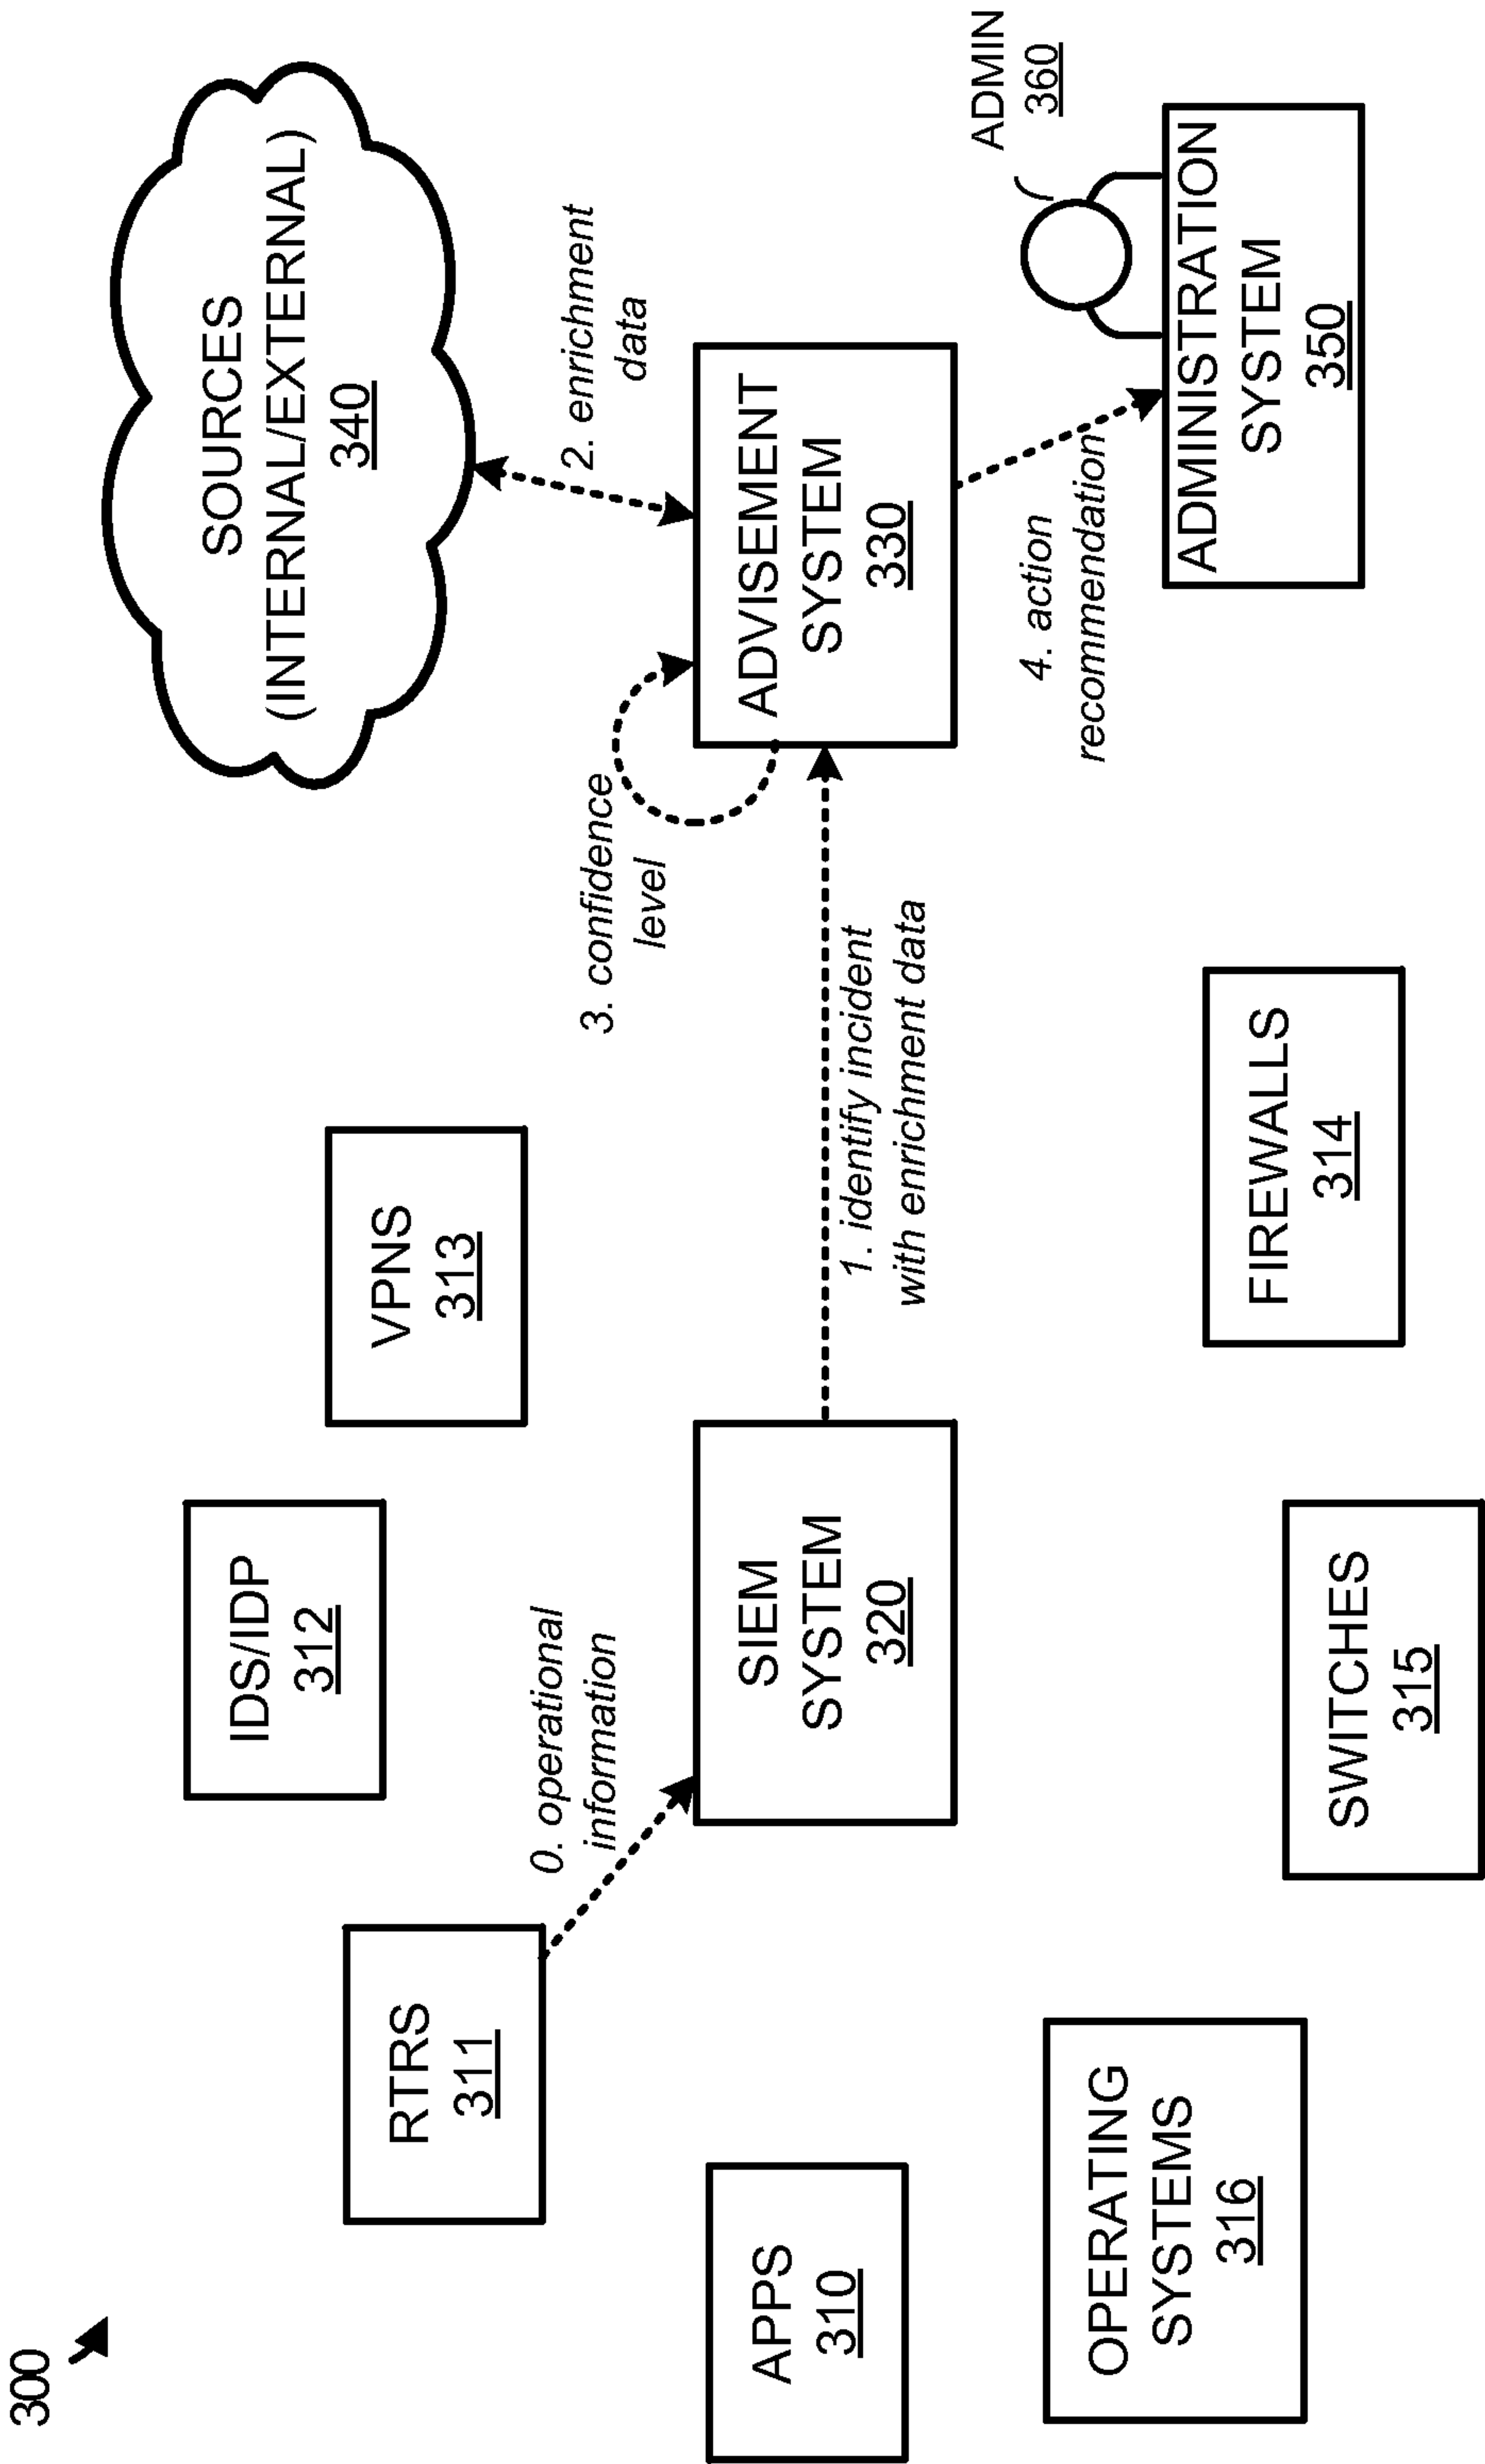 300
APPS
310
RTRS
311
IDS/IDP
312
VPNS
313
SOURCES
(INTERNAL/EXTERNAL)
340
0. operational
information
SIEM
SYSTEM
320
1. identify incident
with enrichment data
3. confidence
level
2. enrichment
data
ADVISEMENT
SYSTEM
330
4. action
recommendation
ADMIN
360
ADMINISTRATION
SYSTEM
350
OPERATING
SYSTEMS
316
SWITCHES
315
FIREWALLS
314